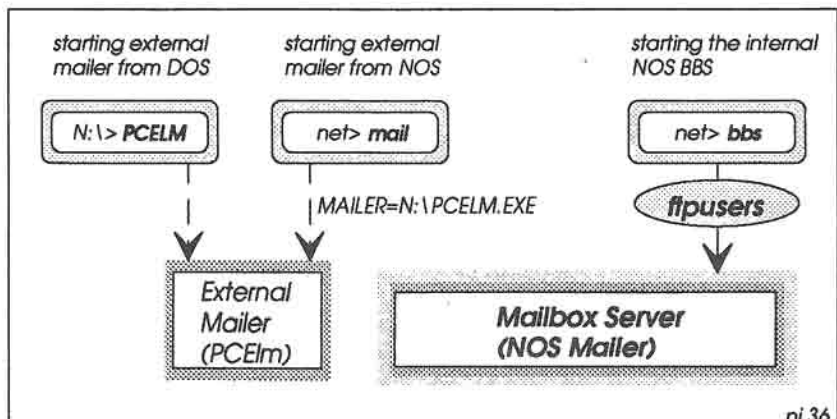 starting external
mailer from DOS
starting external
mailer from NOS
starting the internal
NOS BBS
N:\> PCELM
net> mail
net> bbs
MAILER=N:\PCELM.EXE
ftpusers
External
Mailer
(PCElm)
Mailbox Server
(NOS Mailer)
ni 36